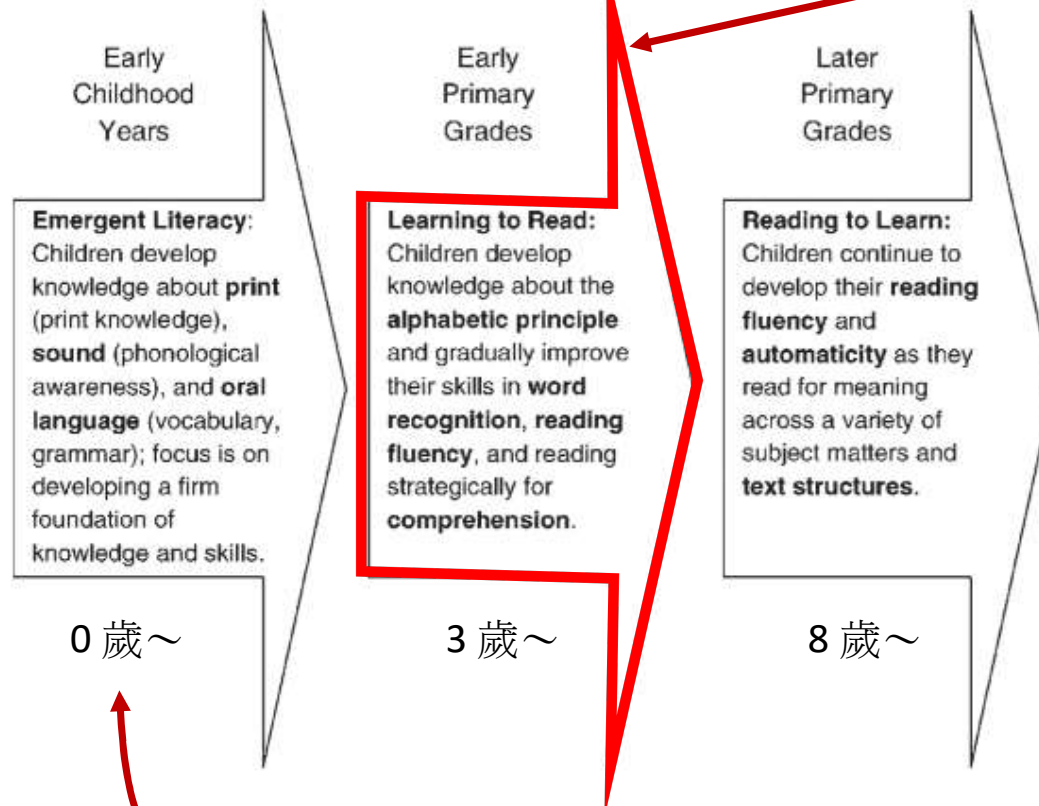 Early
Childhood
Years
Emergent Literacy:
Children develop
knowledge about print
(print knowledge),
sound (phonological
awareness), and oral
language (vocabulary,
grammar); focus is on
developing a firm
foundation of
knowledge and skills.
0 歲～
Early
Primary
Grades
Learning to Read:
Children develop
knowledge about the
alphabetic principle
and gradually improve
their skills in word
recognition, reading
fluency, and reading
strategically for
comprehension.
3 歲～
Later
Primary
Grades
Reading to Learn:
Children continue to
develop their reading
fluency and
automaticity as they
read for meaning
across a variety of
subject matters and
text structures.
8 歲～